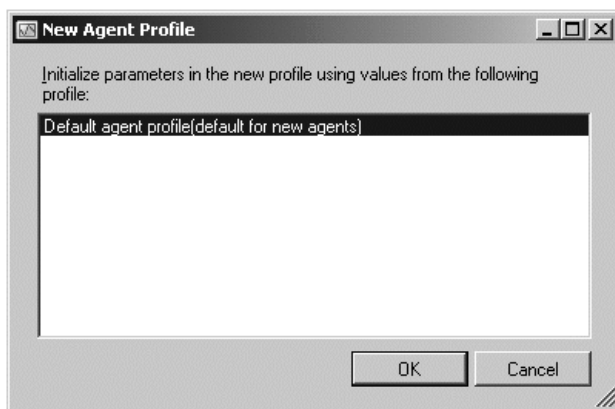 New Agent Profile
Initialize parameters in the new profile using values from the following
profile:
Default agent profile(default for new agents)
OK
Cancel